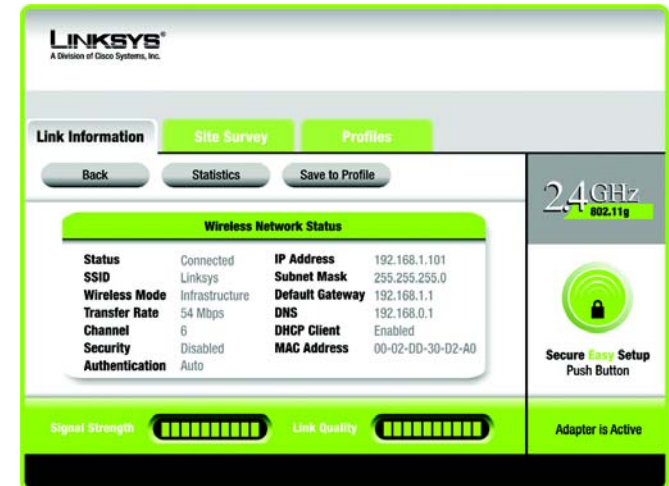 LINKSYS®
A Division of Cisco Systems, Inc.
Link Information Site Survey Profiles
Back Statistics Save to Profile
2.4GHz
802.11g
Wireless Network Status
Status Connected IP Address 192.168.1.101
SSID Linksys Subnet Mask 255.255.255.0
Wireless Mode Infrastructure Default Gateway 192.168.1.1
Transfer Rate 54 Mbps DNS 192.168.0.1
Channel 6 DHCP Client Enabled
Security Disabled MAC Address 00-02-DD-30-D2-A0
Authentication Auto
Secure Easy Setup
Push Button
Signal Strength Link Quality Adapter is Active